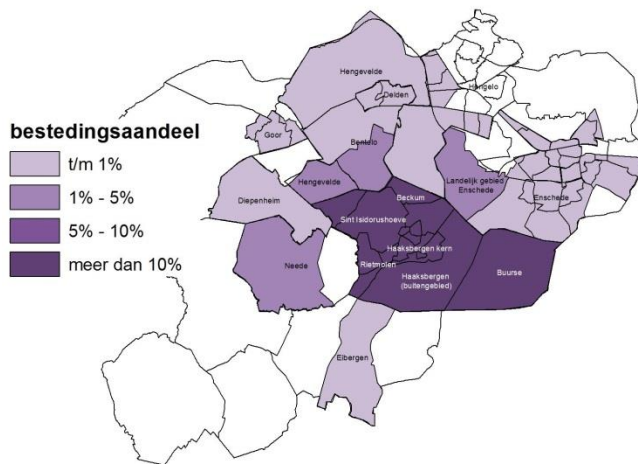 bestedingsaandeel
t/m 1%
1% - 5%
5% - 10%
meer dan 10%
Hengevelde
Hengelo
Delden
Goor
Bentelo
Hengevelde
Landelijk gebied
Enschede
Diepenheim
Beckum
Enschede
Sint Isidorushoeve
Haaksbergen kern
Neede
Rietmolen
Haaksbergen
(buitengebied)
Buurse
Eibergen